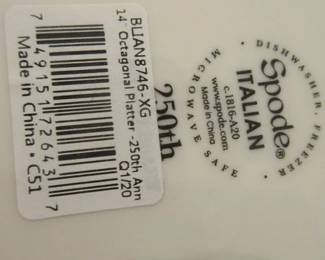 BLIAN8746-XG
14" Octagonal Platter -250th Ann
Q1/20
7 49151 72643 7
Made in China • C51
250th
• DISHWASHER, FREEZER •
Spode®
ITALIAN
c.1816-A20
www.spode.com
Made in China
MICROWAVE SAFE